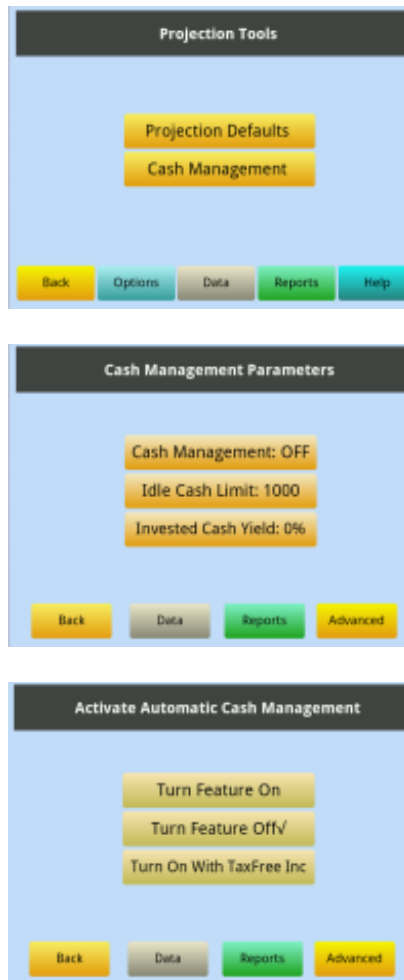 Projection Tools
Projection Defaults
Cash Management
Back Options Data Reports Help
Cash Management Parameters
Cash Management: OFF
Idle Cash Limit: 1000
Invested Cash Yield: 0%
Back Data Reports Advanced
Activate Automatic Cash Management
Turn Feature On
Turn Feature Off√
Turn On With TaxFree Inc
Back Data Reports Advanced